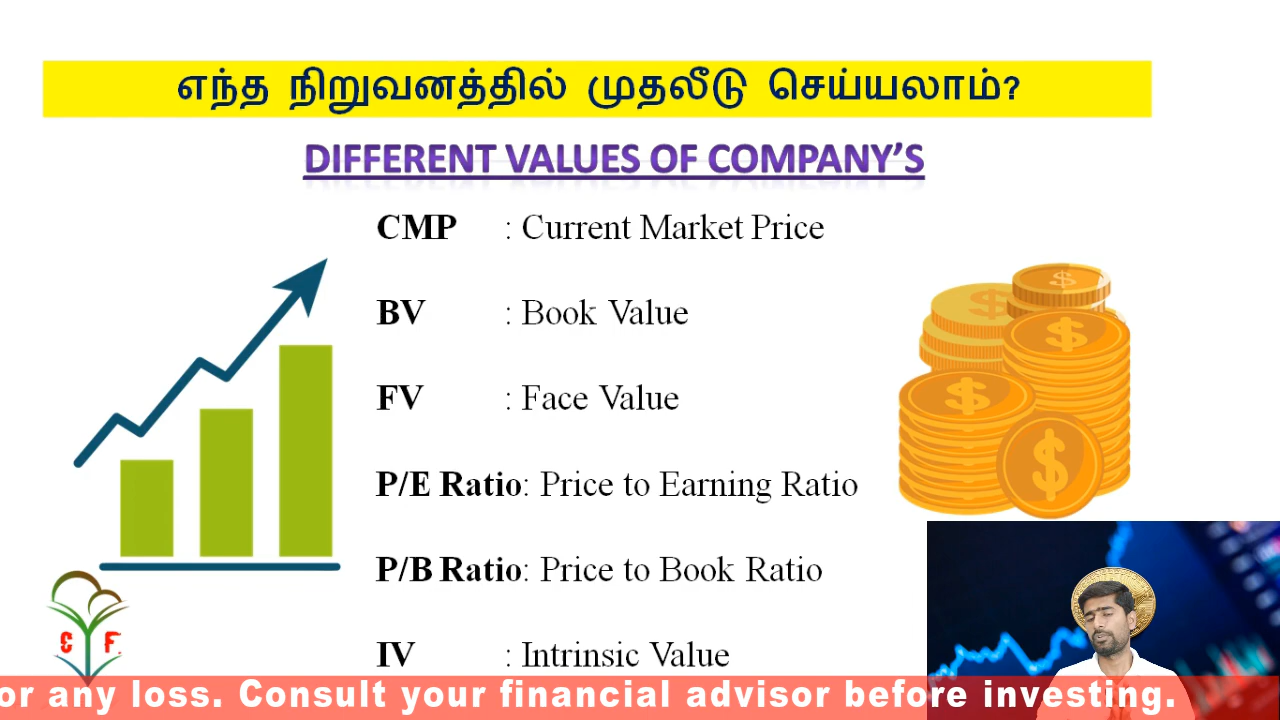 எந்த நிறுவனத்தில் முதலீடு செய்யலாம்?
DIFFERENT VALUES OF COMPANY'S
CMP : Current Market Price
BV : Book Value
FV : Face Value
P/E Ratio: Price to Earning Ratio
P/B Ratio: Price to Book Ratio
IV : Intrinsic Value
C F.
or any loss. Consult your financial advisor before investing.